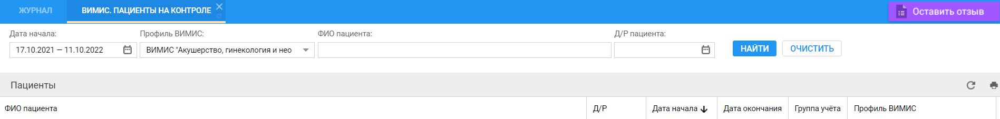 ЖУРНАЛ ВИМИС. ПАЦИЕНТЫ НА КОНТРОЛЕ Оставить отзыв
Дата начала: Профиль ВИМИС: ФИО пациента: Д/Р пациента:
17.10.2021 — 11.10.2022 ВИМИС "Акушерство, гинекология и нео НАЙТИ ОЧИСТИТЬ
Пациенты
ФИО пациента Д/Р Дата начала Дата окончания Группа учёта Профиль ВИМИС